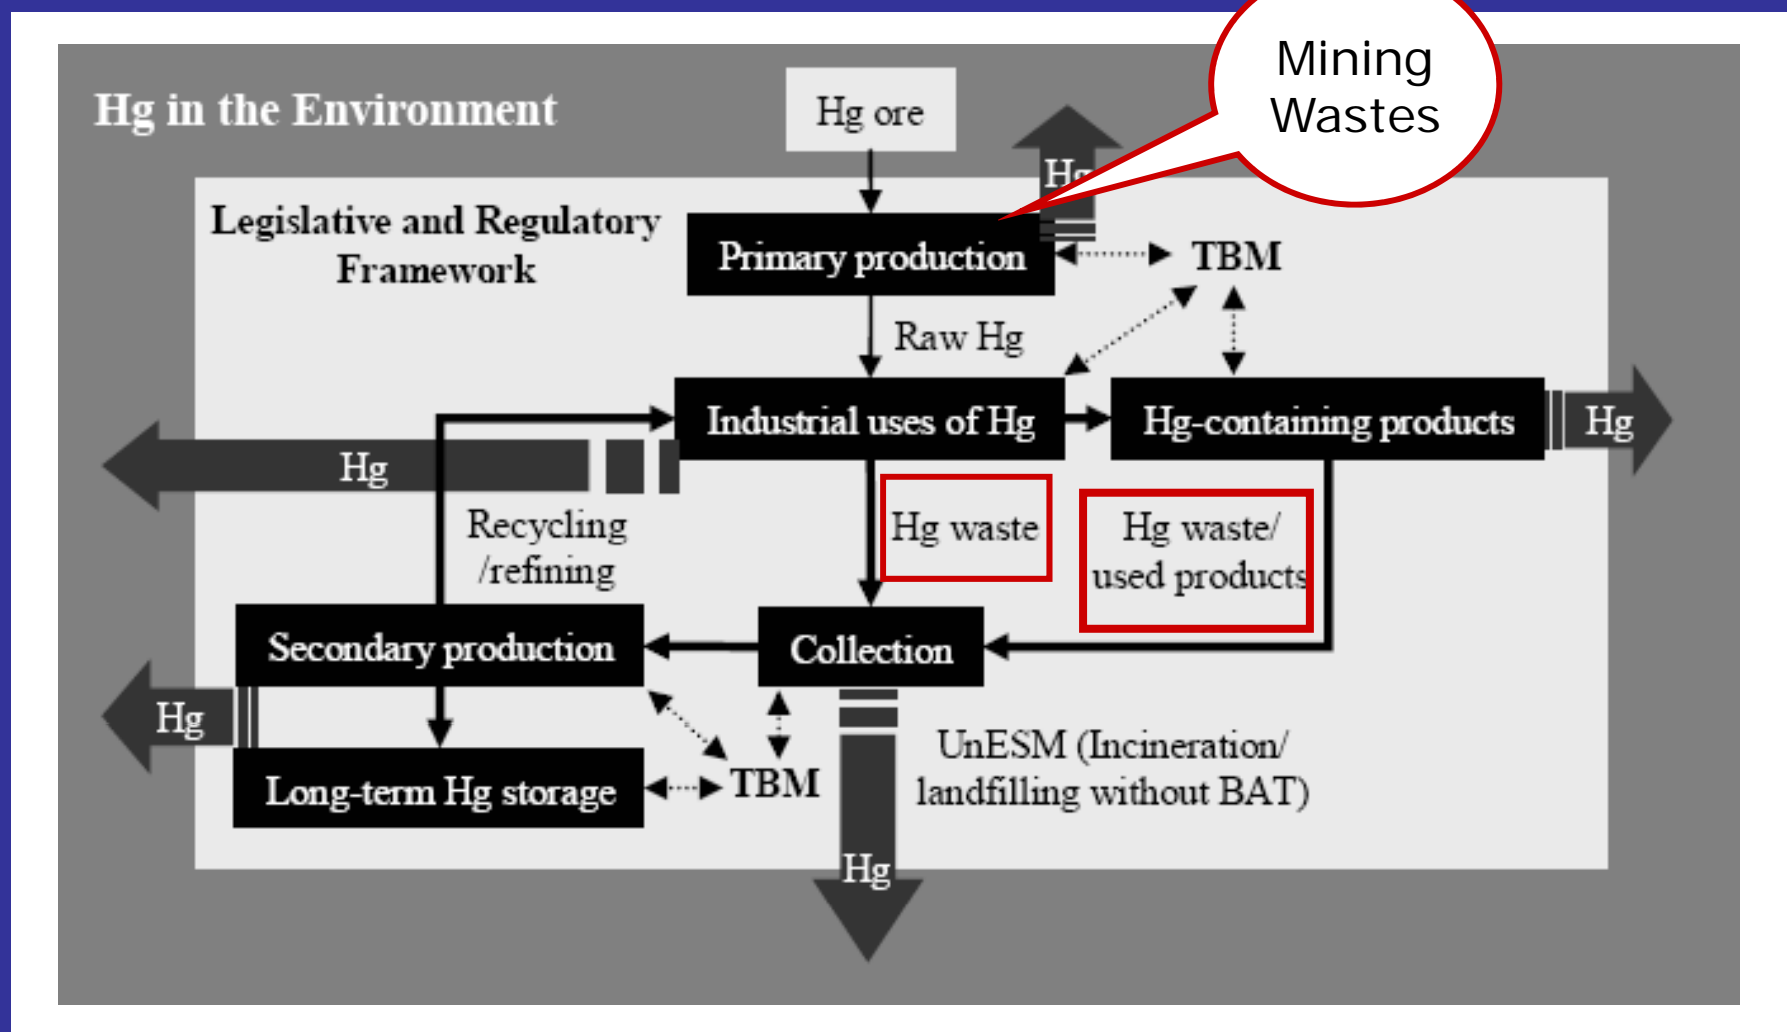 Mining
Wastes
Hg in the Environment
Hg ore
Hg
Legislative and Regulatory
Framework
Primary production
TBM
Raw Hg
Industrial uses of Hg
Hg-containing products
Hg
Hg
Recycling
/refining
Hg waste
Hg waste/
used products
Secondary production
Collection
Hg
UnESM (Incineration/
landfilling without BAT)
Long-term Hg storage
TBM
Hg